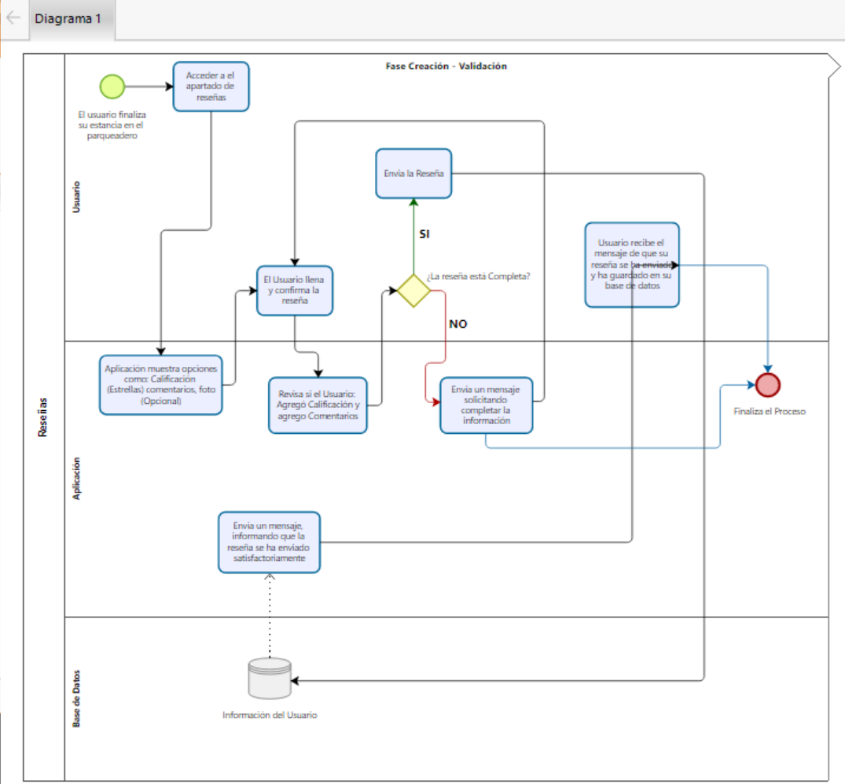 Diagrama 1
Fase Creación - Validación
Reseñas
Usuario
El usuario finaliza
su estancia en el
parqueadero
Acceder a el
apartado de
reseñas
Envia la Reseña
SI
¿La reseña está Completa?
NO
El Usuario llena
y confirma la
reseña
Usuario recibe el
mensaje de que su
reseña se ha enviado
y ha guardado en su
base de datos
Aplicación
Aplicación muestra opciones
como: Calificación
(Estrellas) comentarios, foto
(Opcional)
Revisa si el Usuario:
Agregó Calificación y
agrego Comentarios
Envia un mensaje
solicitando
completar la
información
Finaliza el Proceso
Envia un mensaje,
informando que la
reseña se ha enviado
satisfactoriamente
Base de Datos
Información del Usuario